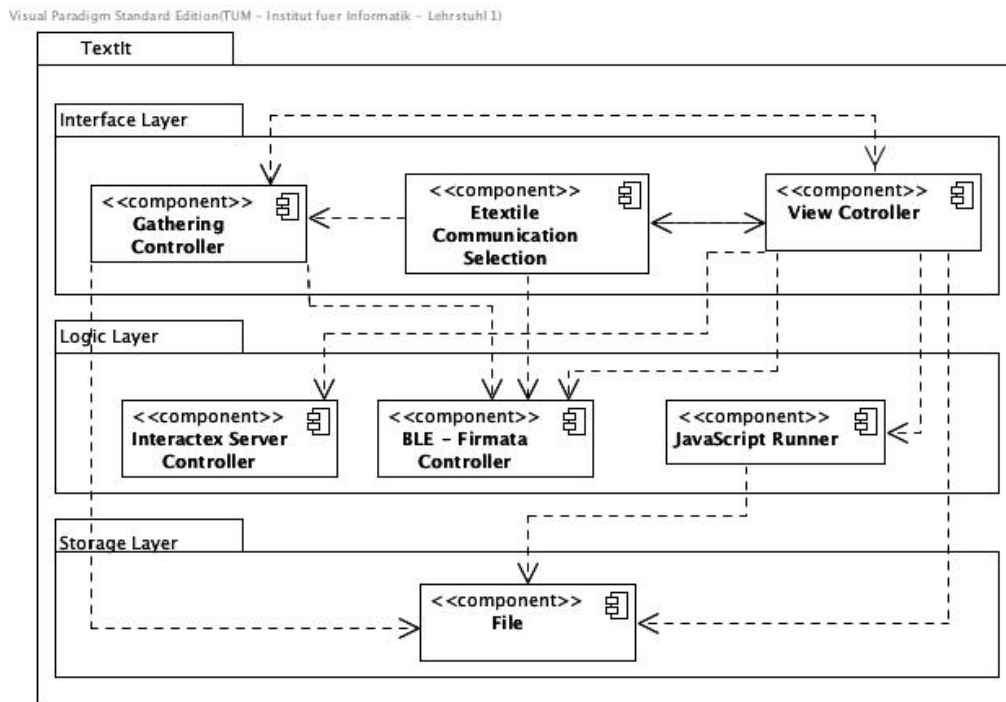 Visual Paradigm Standard Edition(TUM - Institut fuer Informatik - Lehrstuhl 1)
TextIt
Interface Layer
<<component>>
Gathering
Controller
<<component>>
Etextile
Communication
Selection
<<component>>
View Cotroller
Logic Layer
<<component>>
Interactex Server
Controller
<<component>>
BLE - Firmata
Controller
<<component>>
JavaScript Runner
Storage Layer
<<component>>
File